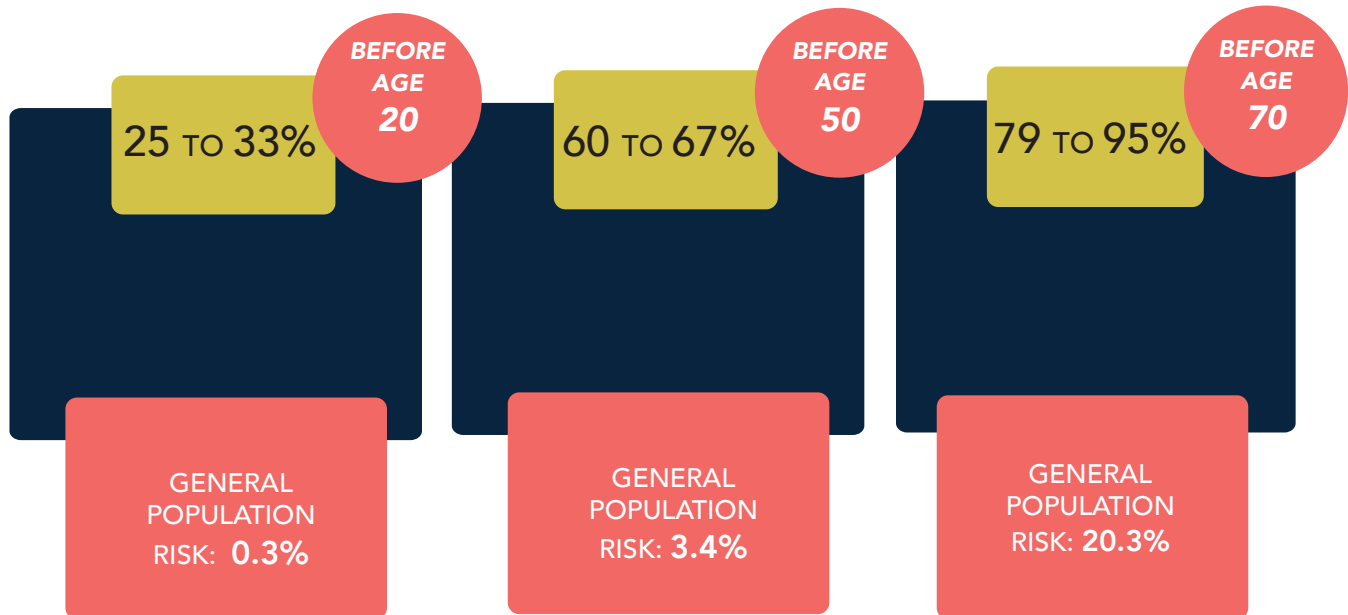 BEFORE
AGE
20
25 TO 33%
GENERAL
POPULATION
RISK: 0.3%
BEFORE
AGE
50
60 TO 67%
GENERAL
POPULATION
RISK: 3.4%
BEFORE
AGE
70
79 TO 95%
GENERAL
POPULATION
RISK: 20.3%